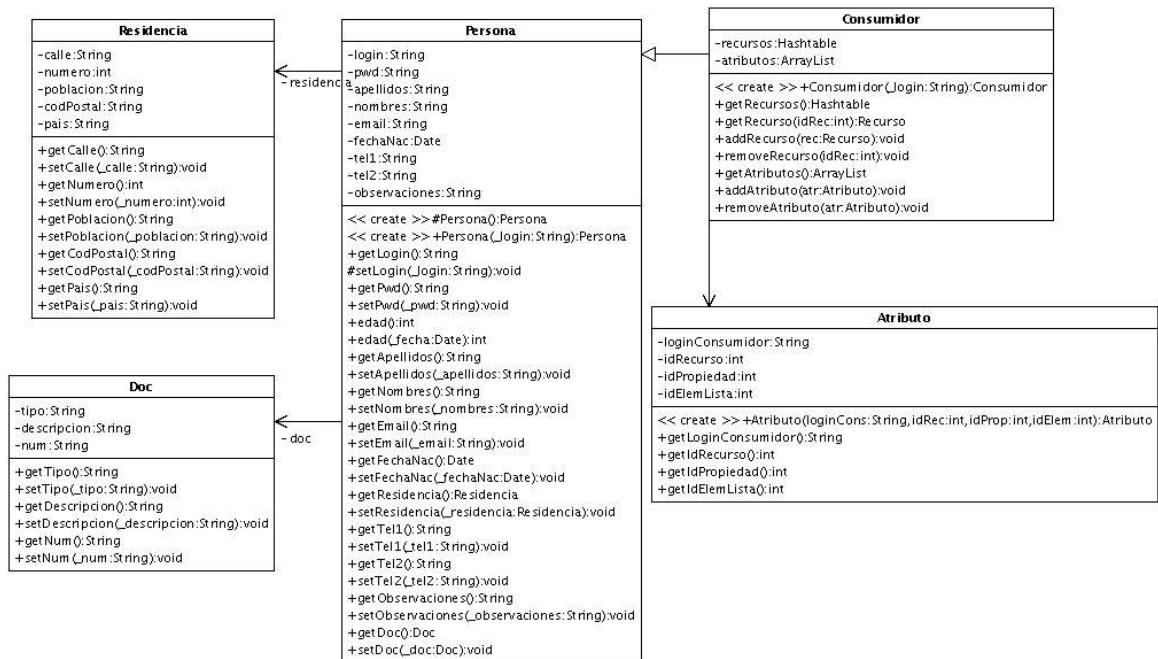 Residencia
-calle:String
-numero:int
-poblacion:String
-codPostal:String
-pais:String
+getCalle():String
+setCalle(_calle:String):void
+getNumero():int
+setNumero(_numero:int):void
+getPoblacion():String
+setPoblacion(_poblacion:String):void
+getCodPostal():String
+setCodPostal(_codPostal:String):void
+getPais():String
+setPais(_pais:String):void
- residencia
Doc
-tipo:String
-descripcion:String
-num:String
+getTipo():String
+setTipo(_tipo:String):void
+getDescripcion():String
+setDescripcion(_descripcion:String):void
+getNum():String
+setNum(_num:String):void
- doc
Persona
-login:String
-pwd:String
-apellidos:String
-nombres:String
-email:String
-fechaNac:Date
-tel1:String
-tel2:String
-observaciones:String
<< create >>#Persona():Persona
<< create >>+Persona(_login:String):Persona
+getLogin():String
#setLogin(_login:String):void
+getPwd():String
+setPwd(_pwd:String):void
+edad():int
+edad(_fecha:Date):int
+getApellidos():String
+setApellidos(_apellidos:String):void
+getNombres():String
+setNombres(_nombres:String):void
+getEmail():String
+setEmail(_email:String):void
+getFechaNac():Date
+setFechaNac(_fechaNac:Date):void
+getResidencia():Residencia
+setResidencia(_residencia:Residencia):void
+getTel1():String
+setTel1(_tel1:String):void
+getTel2():String
+setTel2(_tel2:String):void
+getObservaciones():String
+setObservaciones(_observaciones:String):void
+getDoc():Doc
+setDoc(_doc:Doc):void
Consumidor
-recursos:Hashtable
-atributos:ArrayList
<< create >>+Consumidor(_login:String):Consumidor
+getRecursos():Hashtable
+getRecurso(idRec:int):Recurso
+addRecurso(rec:Recurso):void
+removeRecurso(idRec:int):void
+getAtributos():ArrayList
+addAtributo(atr:Atributo):void
+removeAtributo(atr:Atributo):void
Atributo
-loginConsumidor:String
-idRecurso:int
-idPropiedad:int
-idElemLista:int
<< create >>+Atributo(loginCons:String,idRec:int,idProp:int,idElem:int):Atributo
+getLoginConsumidor():String
+getIdRecurso():int
+getIdPropiedad():int
+getIdElemLista():int